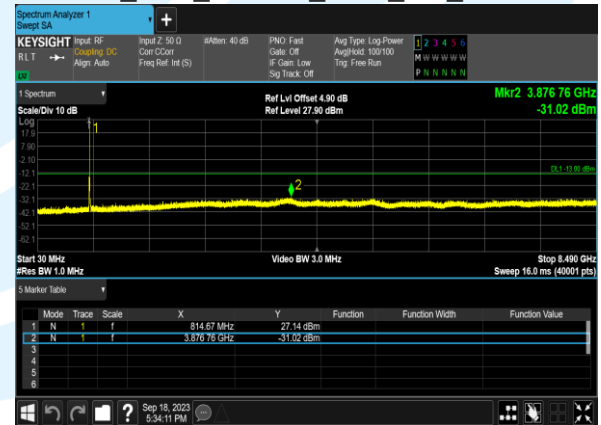 Spectrum Analyzer 1
Swept SA
KEYSIGHT Input: RF Input Z: 50 Ω #Atten: 40 dB PNO: Fast Avg Type: Log-Power 1 2 3 4 5 6
RLT Coupling: DC Corr CCorr Gate: Off Avg|Hold: 100/100 M W W W W W
Align: Auto Freq Ref: Int (S) IF Gain: Low Trig: Free Run
Sig Track: Off P N N N N N
LXI
1 Spectrum Ref Lvl Offset 4.90 dB Mkr2 3.876 76 GHz
Scale/Div 10 dB Ref Level 27.90 dBm -31.02 dBm
Log
1
17.9
7.90
-2.10
-12.1 DL1 -13.00 dBm
-22.1
2
-32.1
-42.1
-52.1
-62.1
Start 30 MHz Video BW 3.0 MHz Stop 8.490 GHz
#Res BW 1.0 MHz Sweep 16.0 ms (40001 pts)
5 Marker Table
Mode Trace Scale X Y Function Function Width Function Value
1 N 1 f 814.67 MHz 27.14 dBm
2 N 1 f 3.876 76 GHz -31.02 dBm
3
4
5
6
? Sep 18, 2023
5:34:11 PM